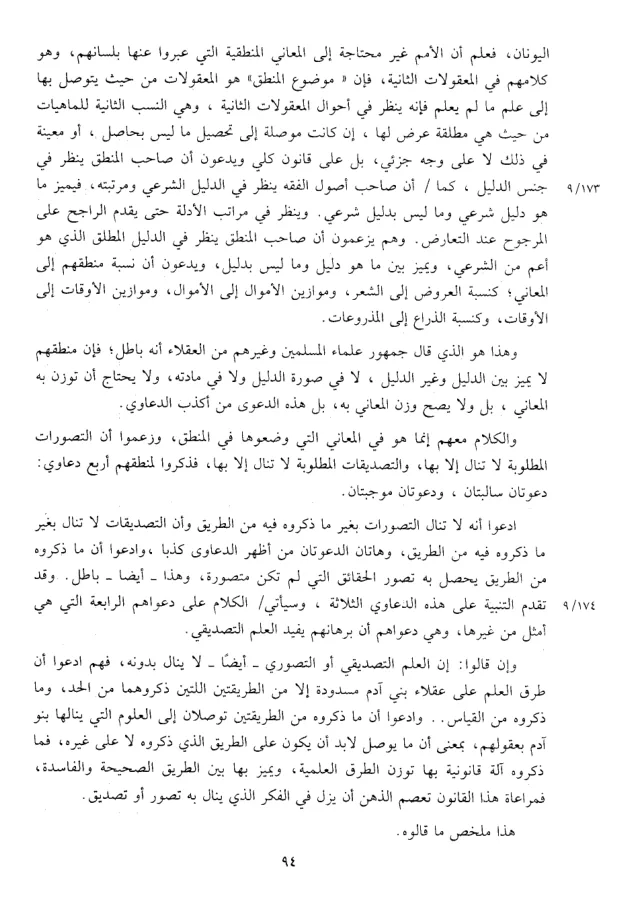 اليونان، فعلم أن الأمم غير محتاجة إلى المعاني المنطقية التي عبروا عنها بلسانهم، وهو
كلامهم في المعقولات الثانية، فإن « موضوع المنطق» هو المعقولات من حيث يتوصل بها
إلى علم ما لم يعلم فإنه ينظر في أحوال المعقولات الثانية ، وهي النسب الثانية للماهيات
من حيث هي مطلقة عرض لها ، إن كانت موصلة إلى تحصيل ما ليس بحاصل ، أو معينة
في ذلك لا على وجه جزئي، بل على قانون كلي ويدعون أن صاحب المنطق ينظر في
٩/١٧٣ جنس الدليل ، كما / أن صاحب أصول الفقه ينظر في الدليل الشرعي ومرتبته، فيميز ما
هو دليل شرعي وما ليس بدليل شرعي. وينظر في مراتب الأدلة حتى يقدم الراجح على
المرجوح عند التعارض. وهم يزعمون أن صاحب المنطق ينظر في الدليل المطلق الذي هو
أعم من الشرعي، ويميز بين ما هو دليل وما ليس بدليل، ويدعون أن نسبة منطقهم إلى
المعاني؛ كنسبة العروض إلى الشعر، وموازين الأموال إلى الأموال، وموازين الأوقات إلى
الأوقات، وكنسبة الذراع إلى المذروعات.
وهذا هو الذي قال جمهور علماء المسلمين وغيرهم من العقلاء أنه باطل؛ فإن منطقهم
لا يميز بين الدليل وغير الدليل ، لا في صورة الدليل ولا في مادته، ولا يحتاج أن توزن به
المعاني ، بل ولا يصح وزن المعاني به، بل هذه الدعوى من أكذب الدعاوي.
والكلام معهم إنما هو في المعاني التي وضعوها في المنطق، وزعموا أن التصورات
المطلوبة لا تنال إلا بها، والتصديقات المطلوبة لا تنال إلا بها، فذكروا لمنطقهم أربع دعاوي:
دعوتان سالبتان ، ودعوتان موجبتان.
ادعوا أنه لا تنال التصورات بغير ما ذكروه فيه من الطريق وأن التصديقات لا تنال بغير
ما ذكروه فيه من الطريق، وهاتان الدعوتان من أظهر الدعاوى كذبا ،وادعوا أن ما ذكروه
من الطريق يحصل به تصور الحقائق التي لم تكن متصورة، وهذا ـ أيضا ـ باطل. وقد
٩/١٧٤ تقدم التنبية على هذه الدعاوي الثلاثة ، وسيأتي/ الكلام على دعواهم الرابعة التي هي
أمثل من غيرها، وهي دعواهم أن برهانهم يفيد العلم التصديقي.
وإن قالوا: إن العلم التصديقي أو التصوري ـ أيضًا ـ لا ينال بدونه، فهم ادعوا أن
طرق العلم على عقلاء بني آدم مسدودة إلا من الطريقتين اللتين ذكروهما من الحد، وما
ذكروه من القياس. . وادعوا أن ما ذكروه من الطريقتين توصلان إلى العلوم التي ينالها بنو
آدم بعقولهم، بمعنى أن ما يوصل لابد أن يكون على الطريق الذي ذكروه لا على غيره، فما
ذكروه آلة قانونية بها توزن الطرق العلمية، ويميز بها بين الطريق الصحيحة والفاسدة،
فمراعاة هذا القانون تعصم الذهن أن يزل في الفكر الذي ينال به تصور أو تصديق.
هذا ملخص ما قالوه.
٩٤